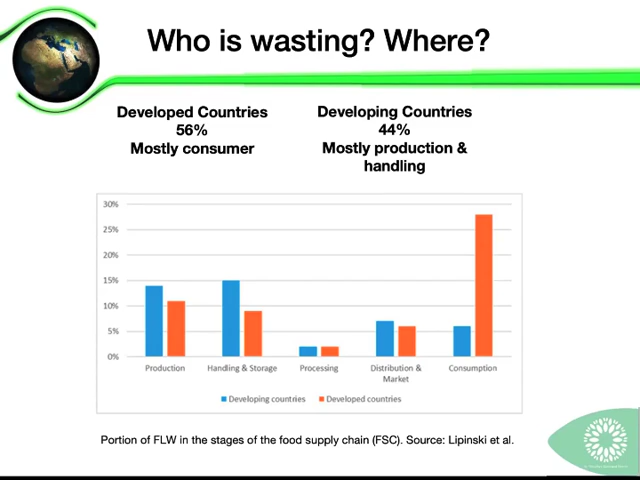 Who is wasting? Where?
Developed Countries
56%
Mostly consumer
Developing Countries
44%
Mostly production &
handling
30%
25%
20%
15%
10%
5%
0%
Production
Handling & Storage
Processing
Distribution &
Market
Consumption
Developing countries
Developed countries
Portion of FLW in the stages of the food supply chain (FSC). Source: Lipinski et al.